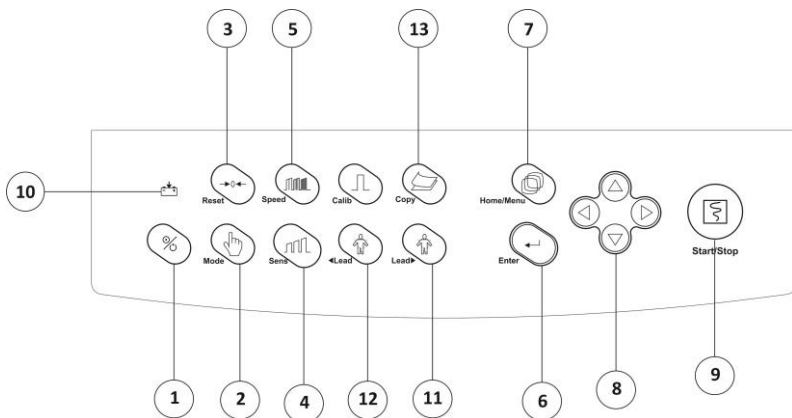 3 5 13 7
10
Reset Speed Calib Copy Home/Menu
Mode Sens ◄Lead Lead► Enter Start/Stop
1 2 4 12 11 6 8 9